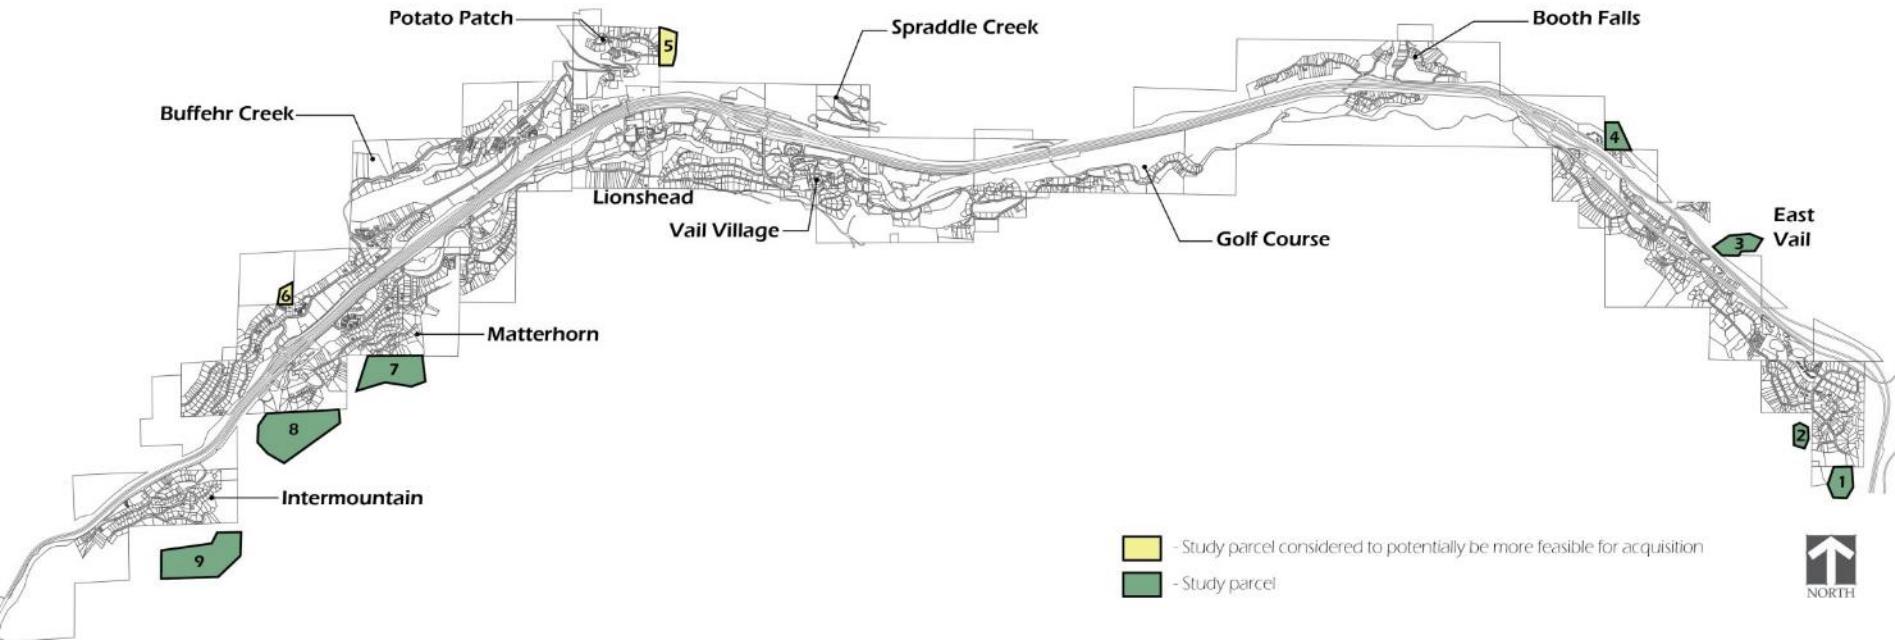 Potato Patch
5
Spraddle Creek
Booth Falls
Buffehr Creek
4
Lionshead
Vail Village
Golf Course
3
East
Vail
6
Matterhorn
7
8
2
1
Intermountain
9
- Study parcel considered to potentially be more feasible for acquisition
- Study parcel
NORTH